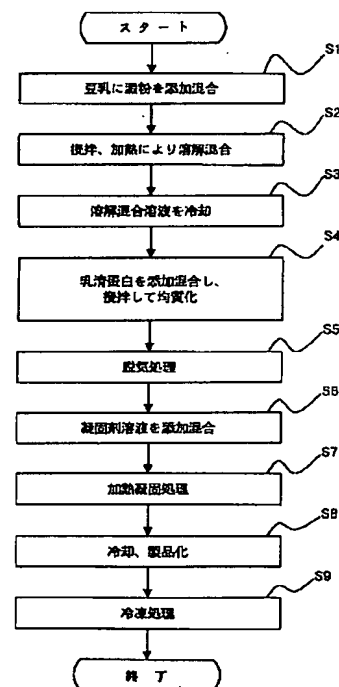 スタート
S1
豆乳に澱粉を添加混合
S2
攪拌、加熱により溶解混合
S3
溶解混合溶液を冷却
S4
乳清蛋白を添加混合し、
攪拌して均質化
S5
脱気処理
S6
凝固剤溶液を添加混合
S7
加熱凝固処理
S8
冷却、製品化
S9
冷凍処理
終了